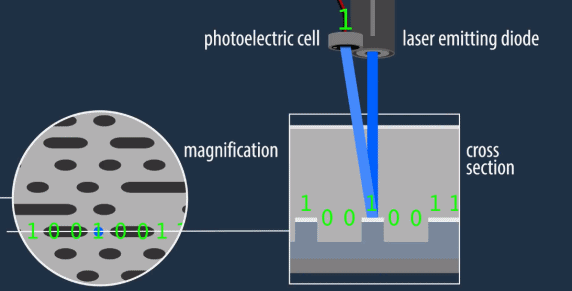 1
photoelectric cell
laser emitting diode
magnification
cross
section
1 0 0 1 0 0 1 1
1 0 0 1 0 0 1